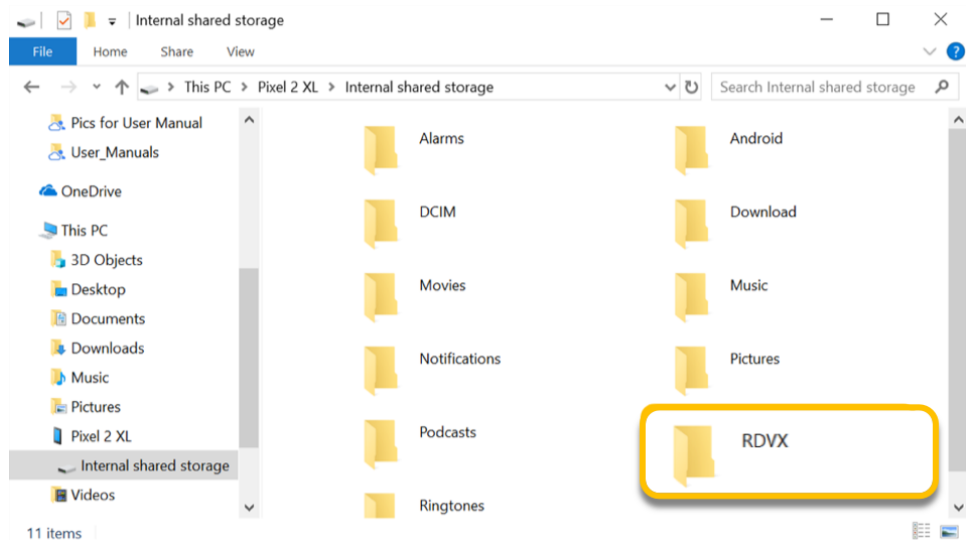 Internal shared storage
File Home Share View
This PC > Pixel 2 XL > Internal shared storage
Search Internal shared storage
Pics for User Manual
User_Manuals
OneDrive
This PC
3D Objects
Desktop
Documents
Downloads
Music
Pictures
Pixel 2 XL
Internal shared storage
Videos
Alarms
Android
DCIM
Download
Movies
Music
Notifications
Pictures
Podcasts
RDVX
Ringtones
11 items